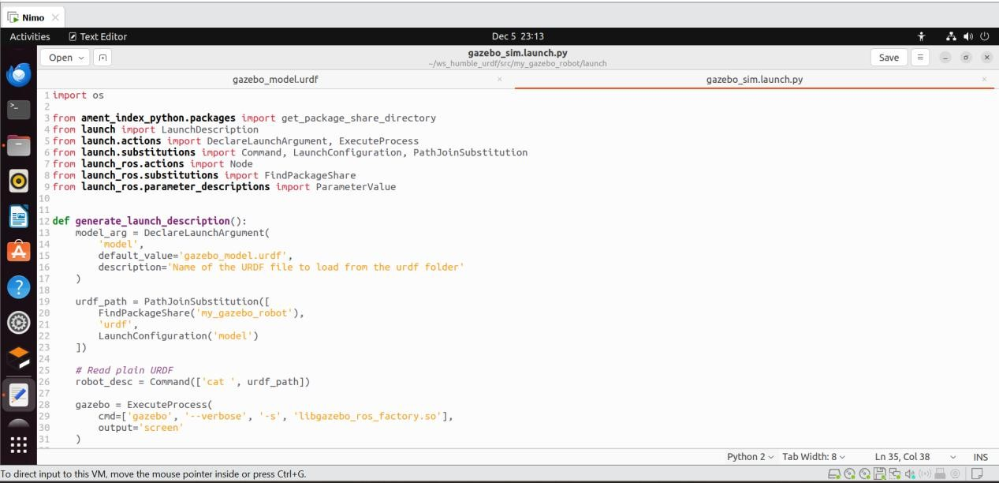 Nimo
Activities Text Editor Dec 5 23:13
Open gazebo_sim.launch.py Save
~/ws_humble_urdf/src/my_gazebo_robot/launch
gazebo_model.urdf gazebo_sim.launch.py
1 import os
2
3 from ament_index_python.packages import get_package_share_directory
4 from launch import LaunchDescription
5 from launch.actions import DeclareLaunchArgument, ExecuteProcess
6 from launch.substitutions import Command, LaunchConfiguration, PathJoinSubstitution
7 from launch_ros.actions import Node
8 from launch_ros.substitutions import FindPackageShare
9 from launch_ros.parameter_descriptions import ParameterValue
10
11
12 def generate_launch_description():
13     model_arg = DeclareLaunchArgument(
14         'model',
15         default_value='gazebo_model.urdf',
16         description='Name of the URDF file to load from the urdf folder'
17     )
18
19     urdf_path = PathJoinSubstitution([
20         FindPackageShare('my_gazebo_robot'),
21         'urdf',
22         LaunchConfiguration('model')
23     ])
24
25     # Read plain URDF
26     robot_desc = Command(['cat ', urdf_path])
27
28     gazebo = ExecuteProcess(
29         cmd=['gazebo', '--verbose', '-s', 'libgazebo_ros_factory.so'],
30         output='screen'
31     )
Python 2 Tab Width: 8 Ln 35, Col 38 INS
To direct input to this VM, move the mouse pointer inside or press Ctrl+G.